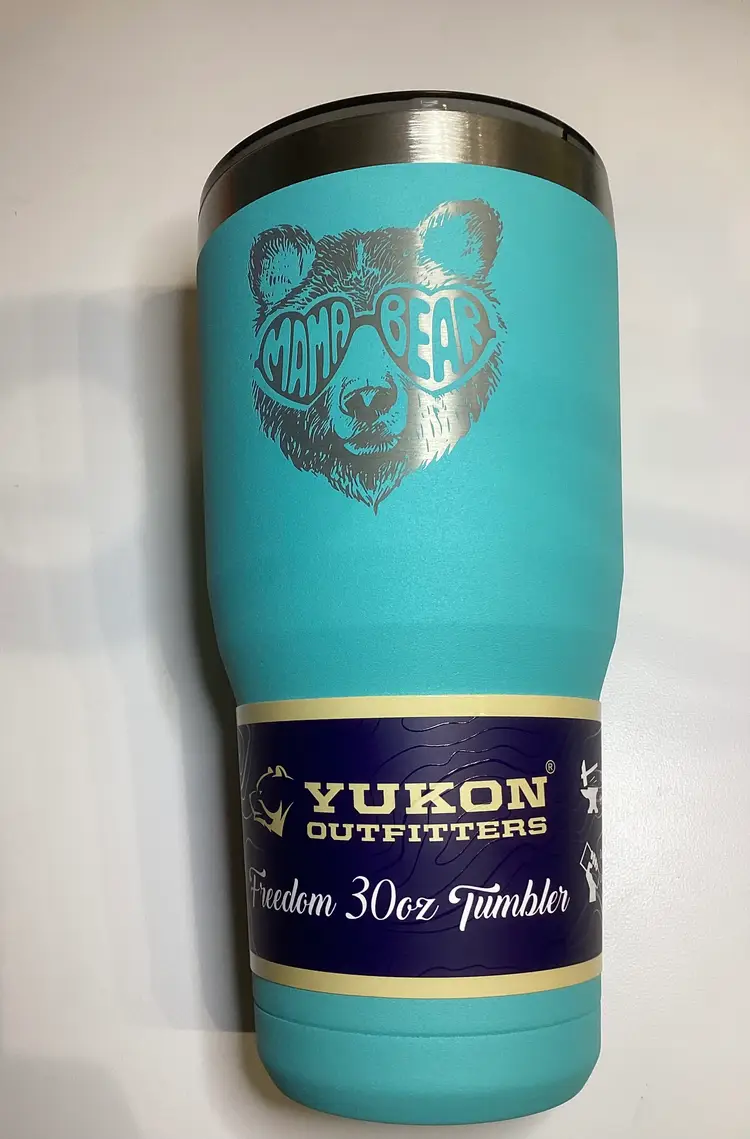 MAMA BEAR
YUKON®
OUTFITTERS
Freedom 30oz Tumbler